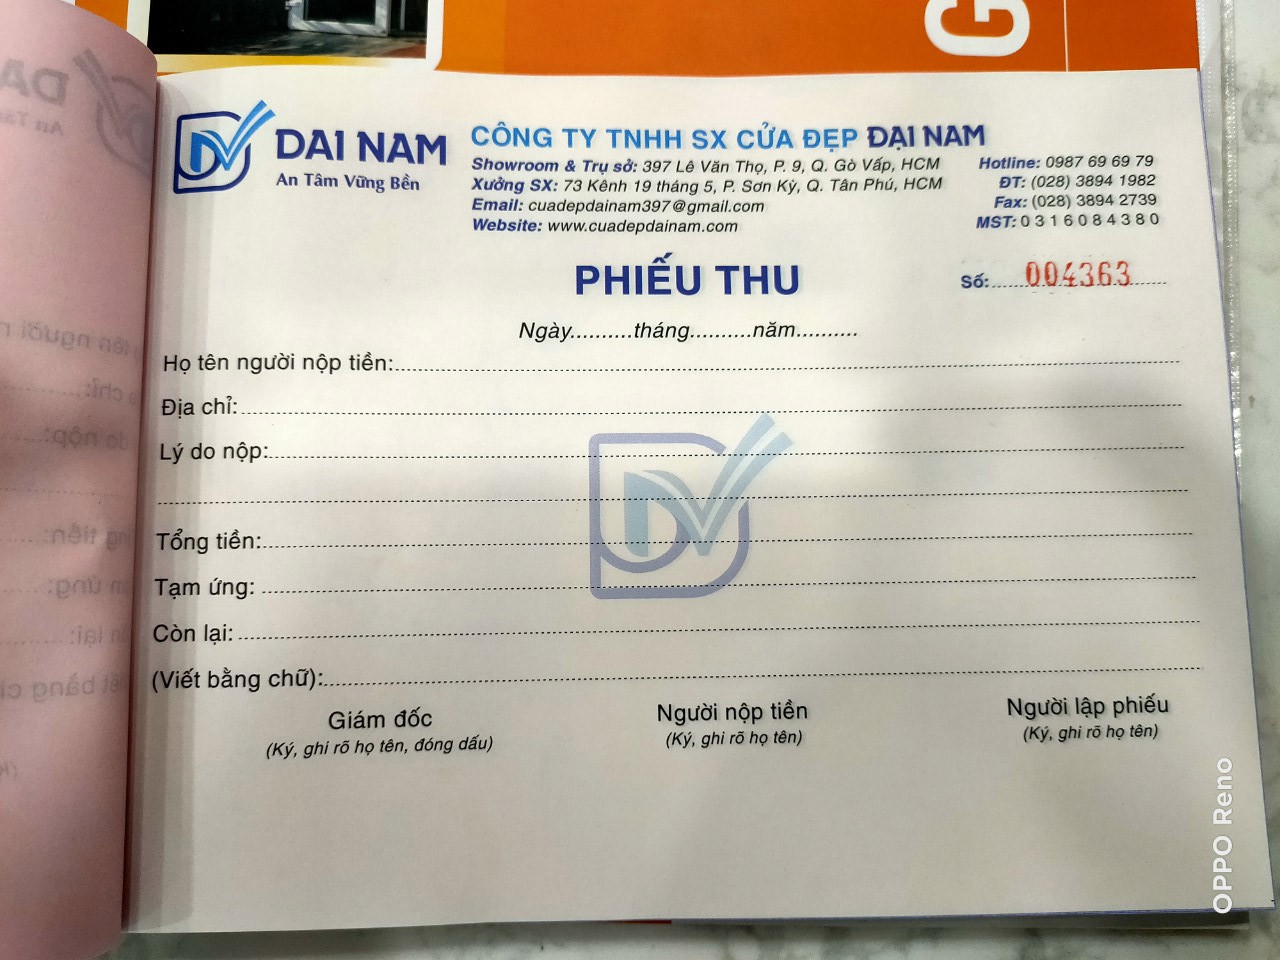 G
DAI NAM
An Tâm Vững Bền
CÔNG TY TNHH SX CỬA ĐẸP ĐẠI NAM
Showroom & Trụ sở: 397 Lê Văn Thọ, P. 9, Q. Gò Vấp, HCM
Xưởng SX: 73 Kênh 19 tháng 5, P. Sơn Kỳ, Q. Tân Phú, HCM
Email: cuadepdainam397@gmail.com
Website: www.cuadepdainam.com
Hotline: 0987 69 69 79
ĐT: (028) 3894 1982
Fax: (028) 3894 2739
MST: 0 3 1 6 0 8 4 3 8 0
PHIẾU THU
Số:.... 004363
Ngày..........tháng..........năm..........
Họ tên người nộp tiền:
Địa chỉ:
Lý do nộp:
Tổng tiền:
Tạm ứng:
Còn lại:
(Viết bằng chữ):
Giám đốc
(Ký, ghi rõ họ tên, đóng dấu)
Người nộp tiền
(Ký, ghi rõ họ tên)
Người lập phiếu
(Ký, ghi rõ họ tên)
OPPO Reno